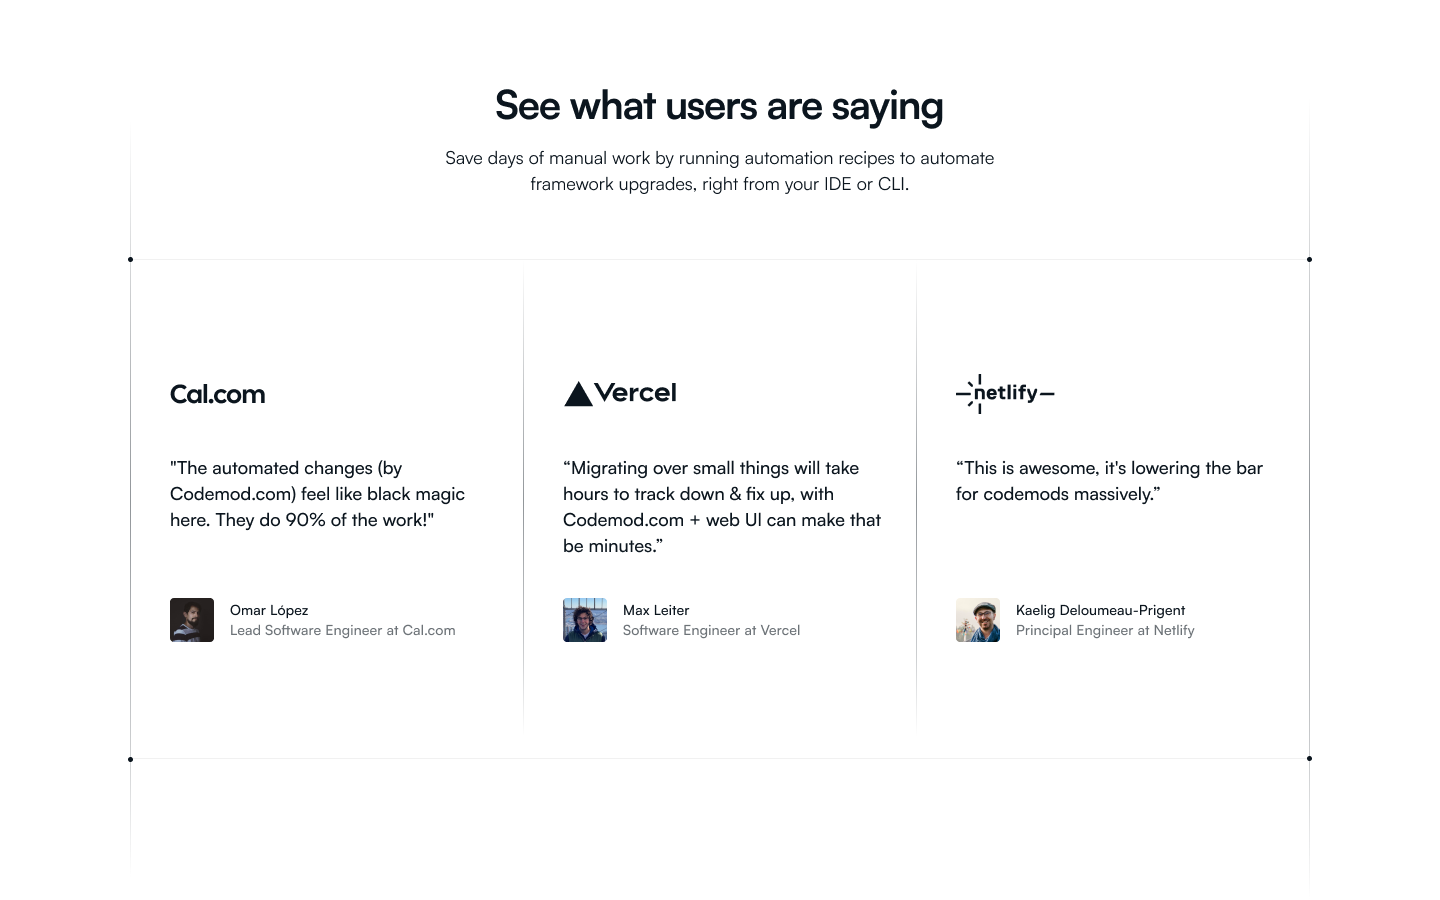 See what users are saying
Save days of manual work by running automation recipes to automate
framework upgrades, right from your IDE or CLI.
Cal.com
"The automated changes (by
Codemod.com) feel like black magic
here. They do 90% of the work!"
Omar López
Lead Software Engineer at Cal.com
Vercel
“Migrating over small things will take
hours to track down & fix up, with
Codemod.com + web UI can make that
be minutes.”
Max Leiter
Software Engineer at Vercel
netlify
“This is awesome, it's lowering the bar
for codemods massively.”
Kaelig Deloumeau-Prigent
Principal Engineer at Netlify